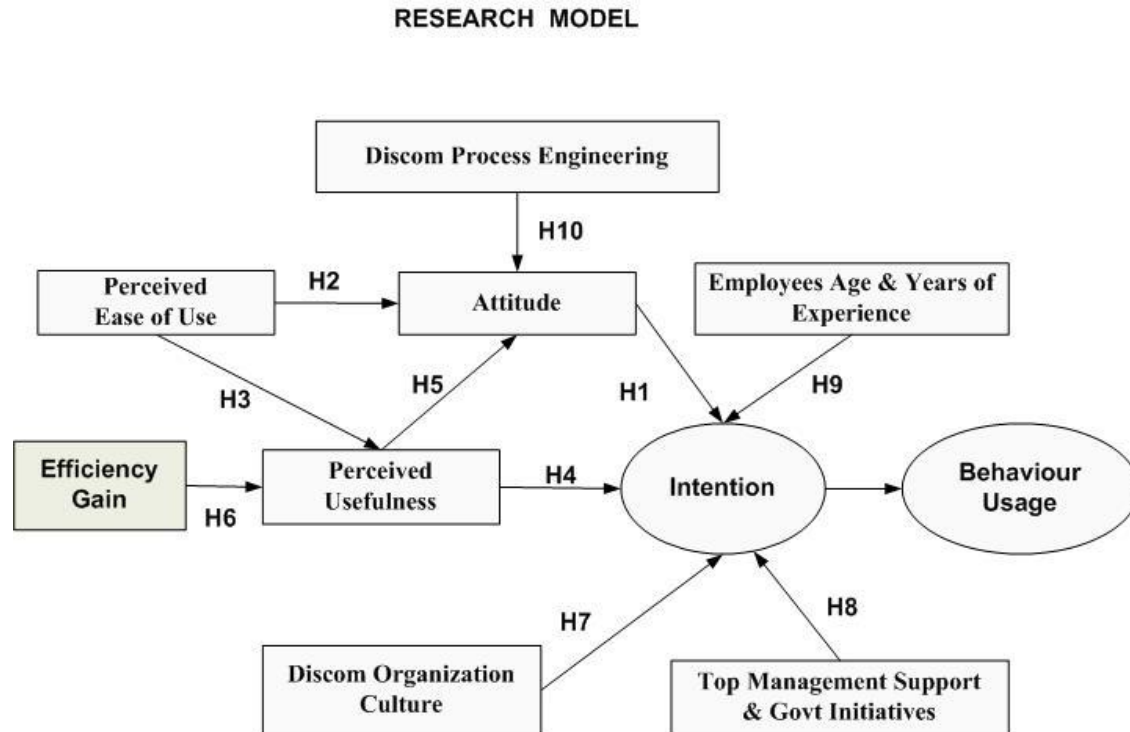 RESEARCH MODEL
Discom Process Engineering
H10
Perceived
Ease of Use
H2
Attitude
Employees Age & Years of
Experience
H3
H5
H1
H9
Efficiency
Gain
H6
Perceived
Usefulness
H4
Intention
Behaviour
Usage
H7
H8
Discom Organization
Culture
Top Management Support
& Govt Initiatives